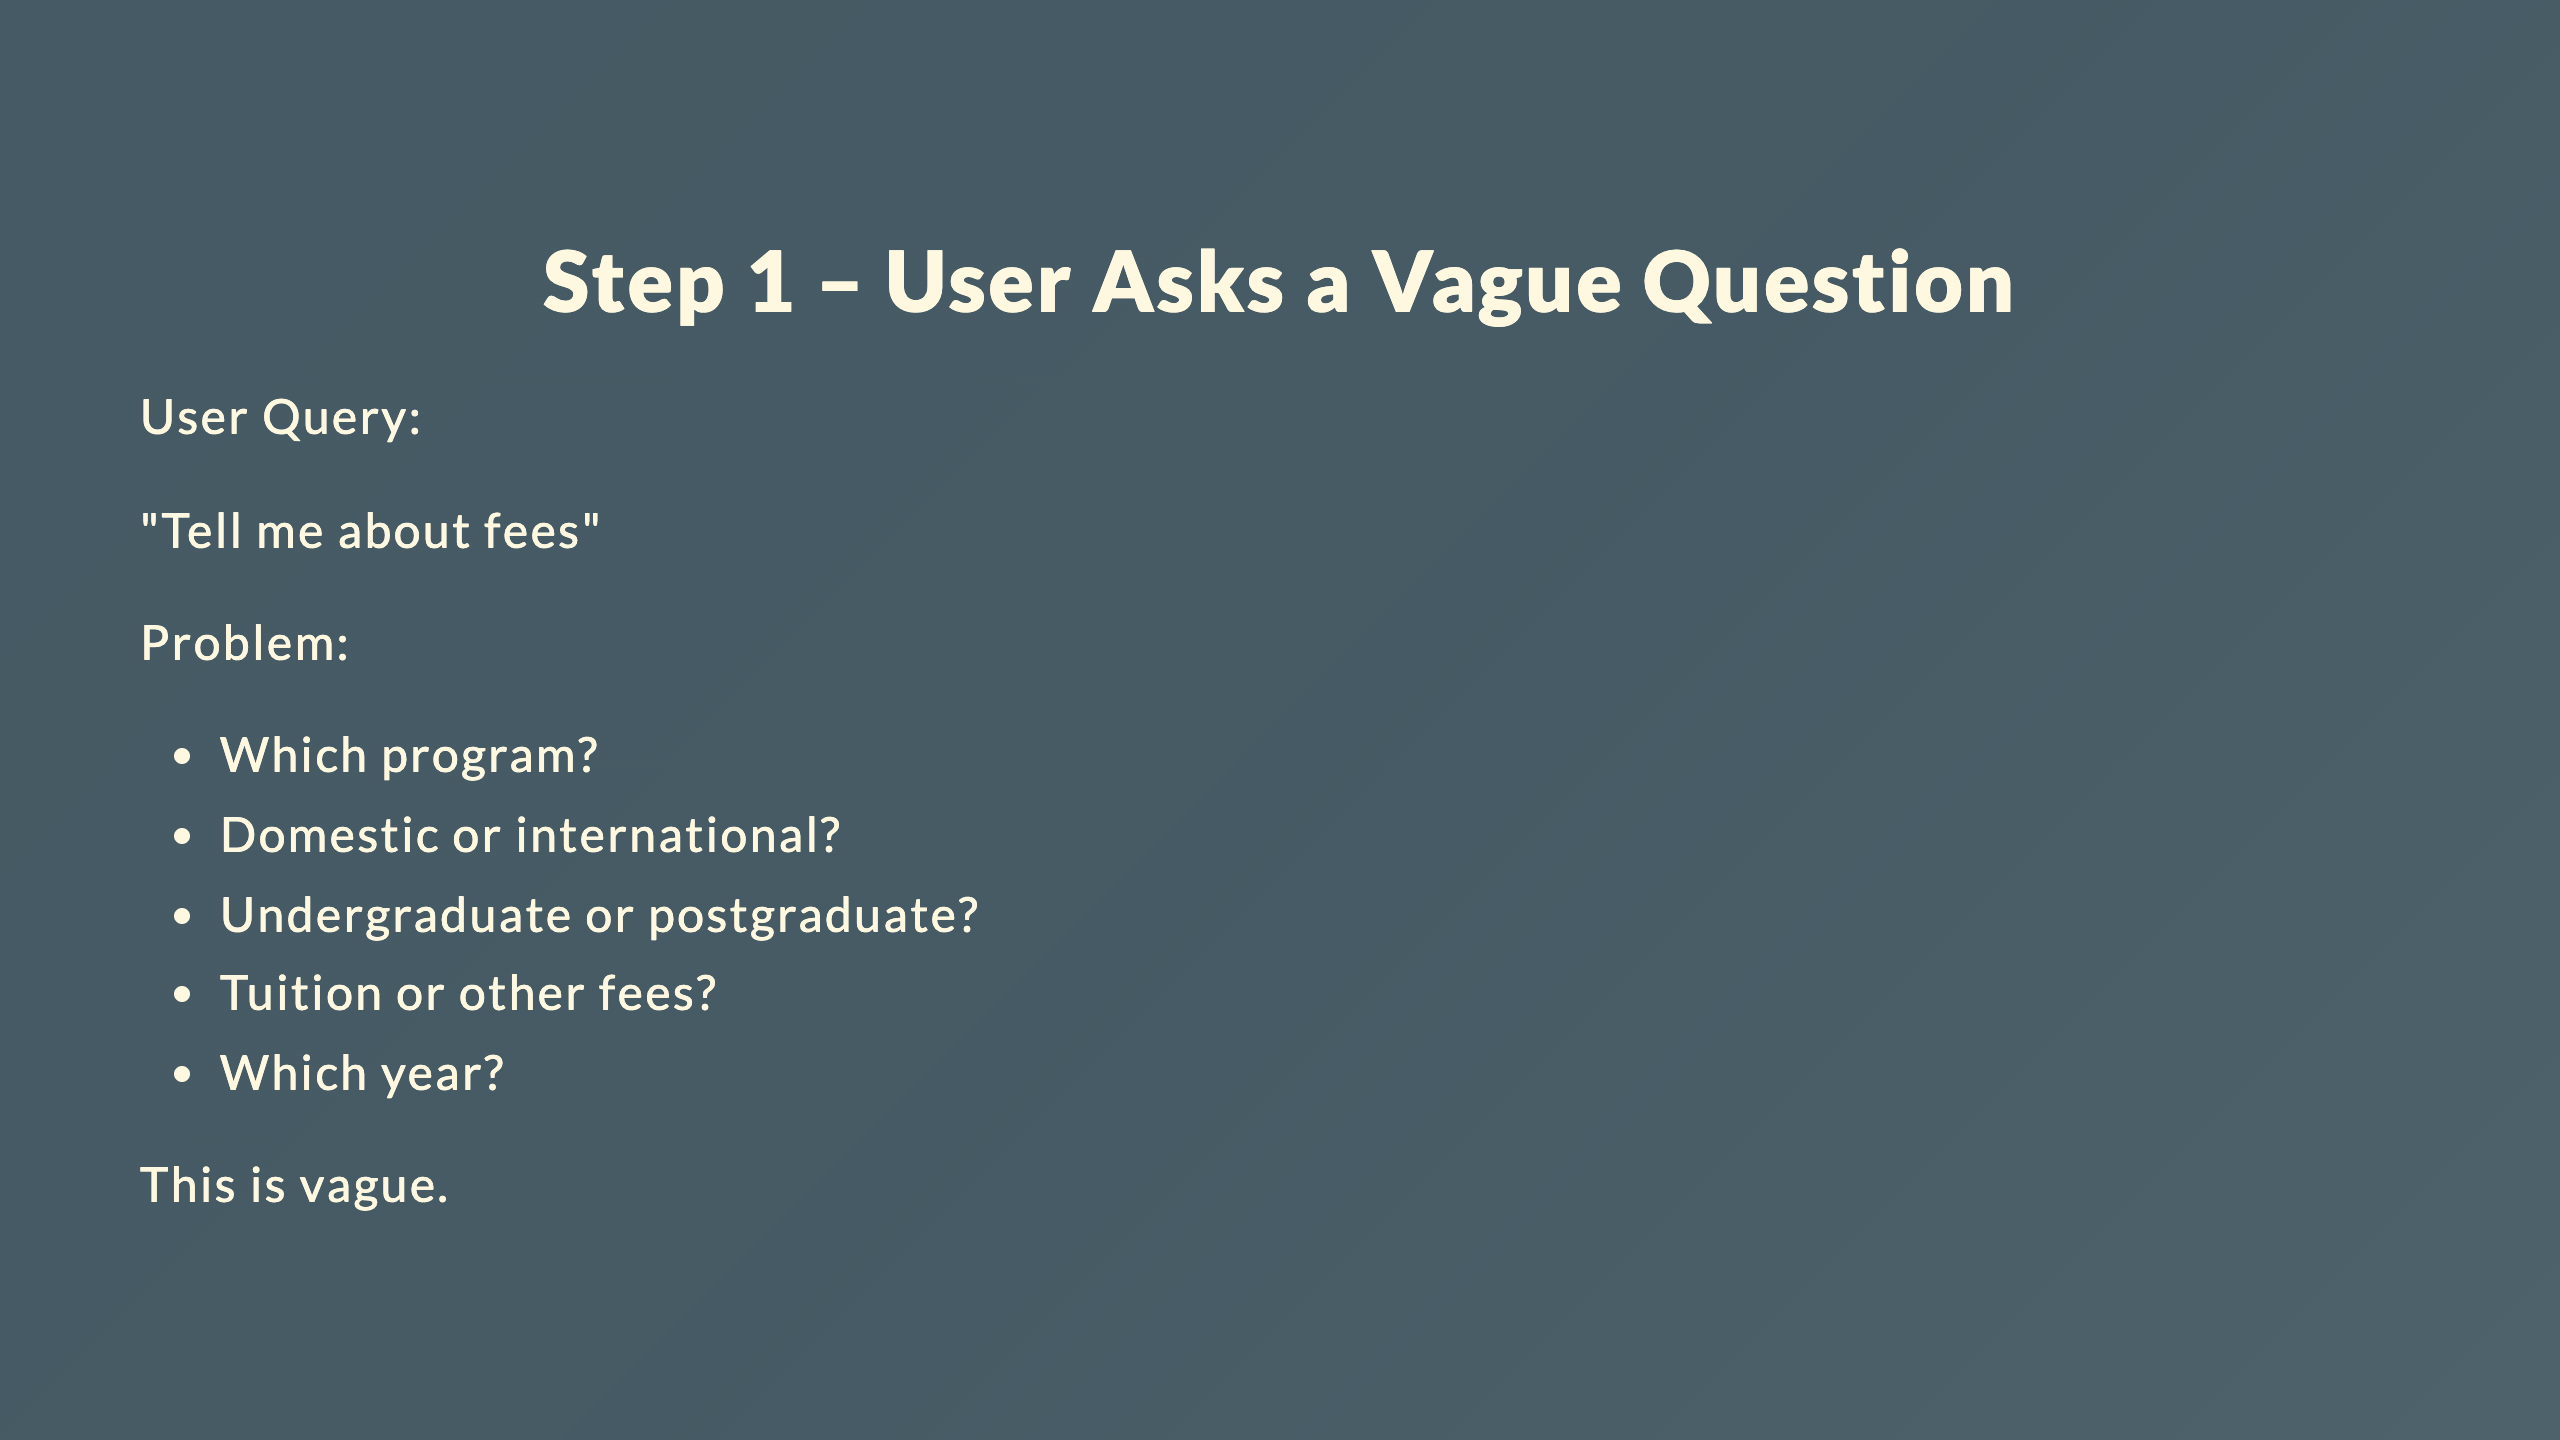 Step 1 – User Asks a Vague Question
User Query:
"Tell me about fees"
Problem:
• Which program?
• Domestic or international?
• Undergraduate or postgraduate?
• Tuition or other fees?
• Which year?
This is vague.